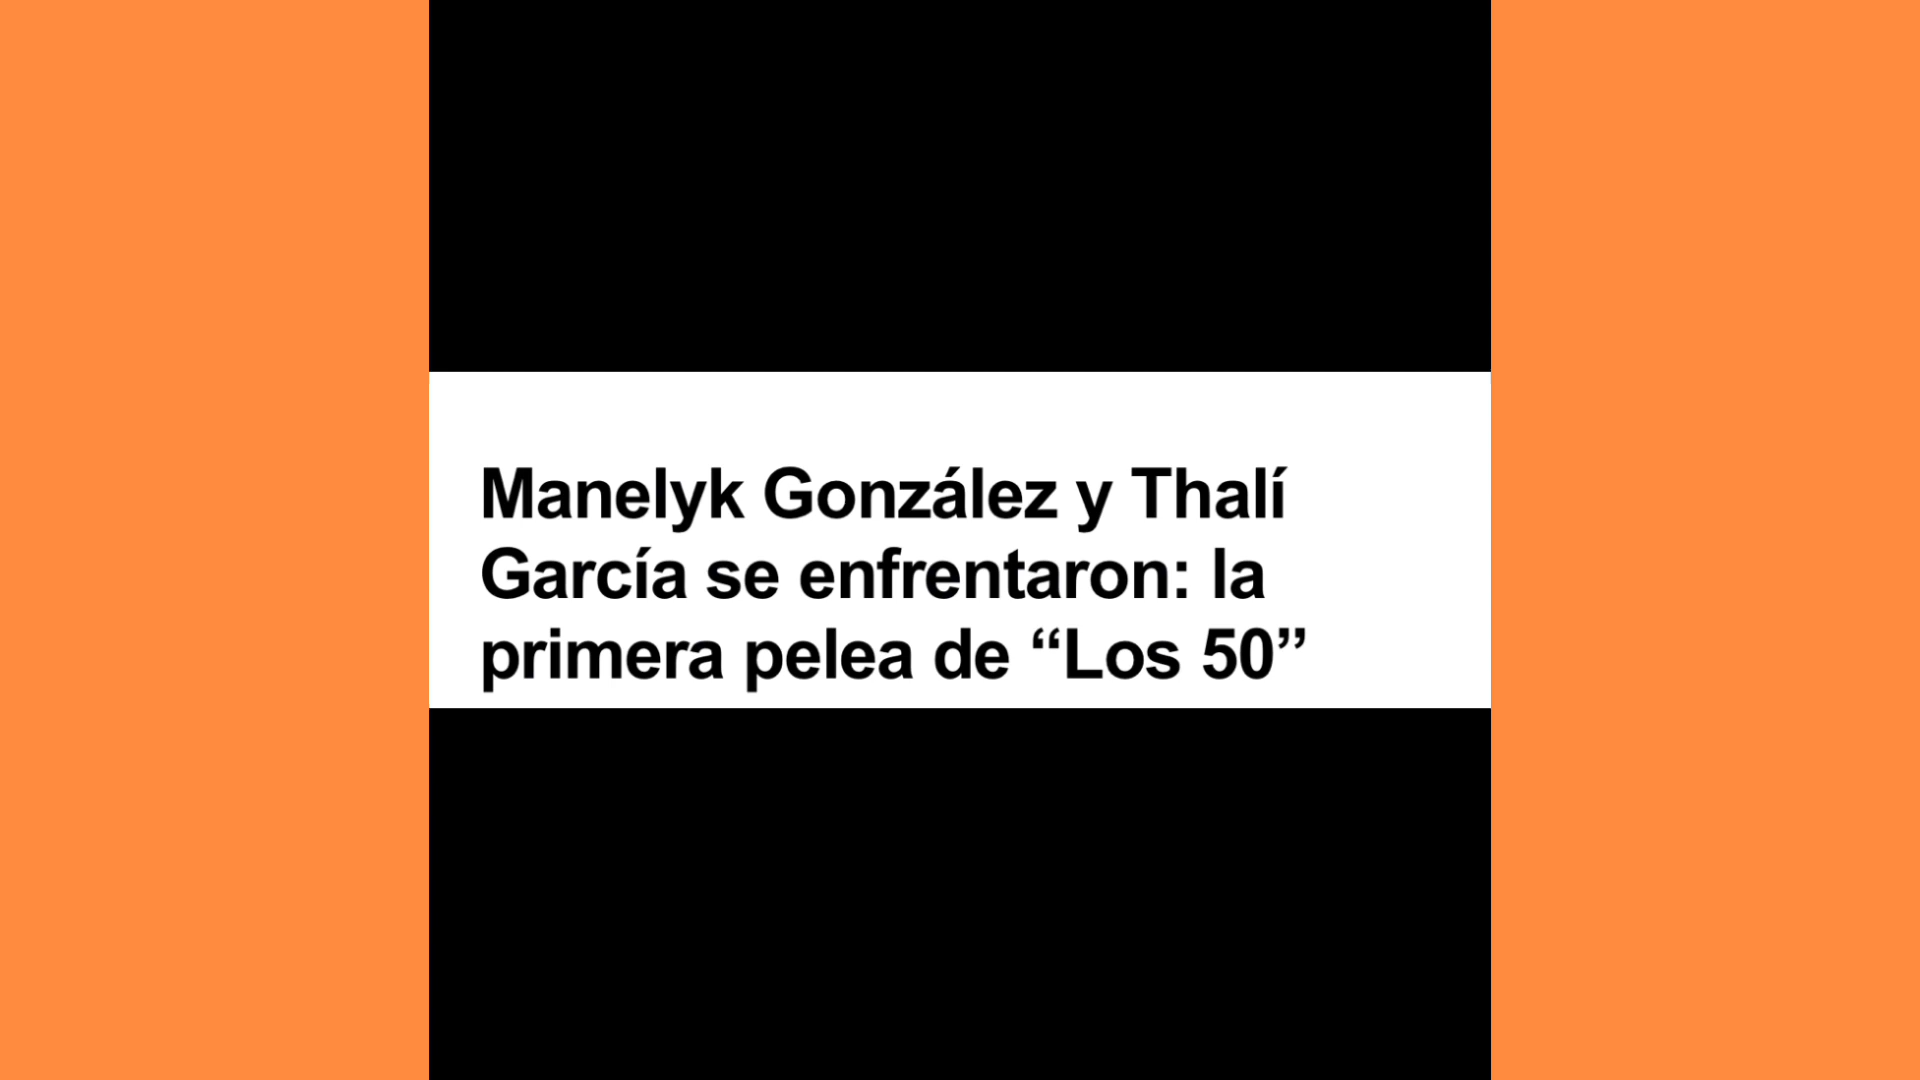 Manelyk González y Thalí
García se enfrentaron: la
primera pelea de “Los 50”